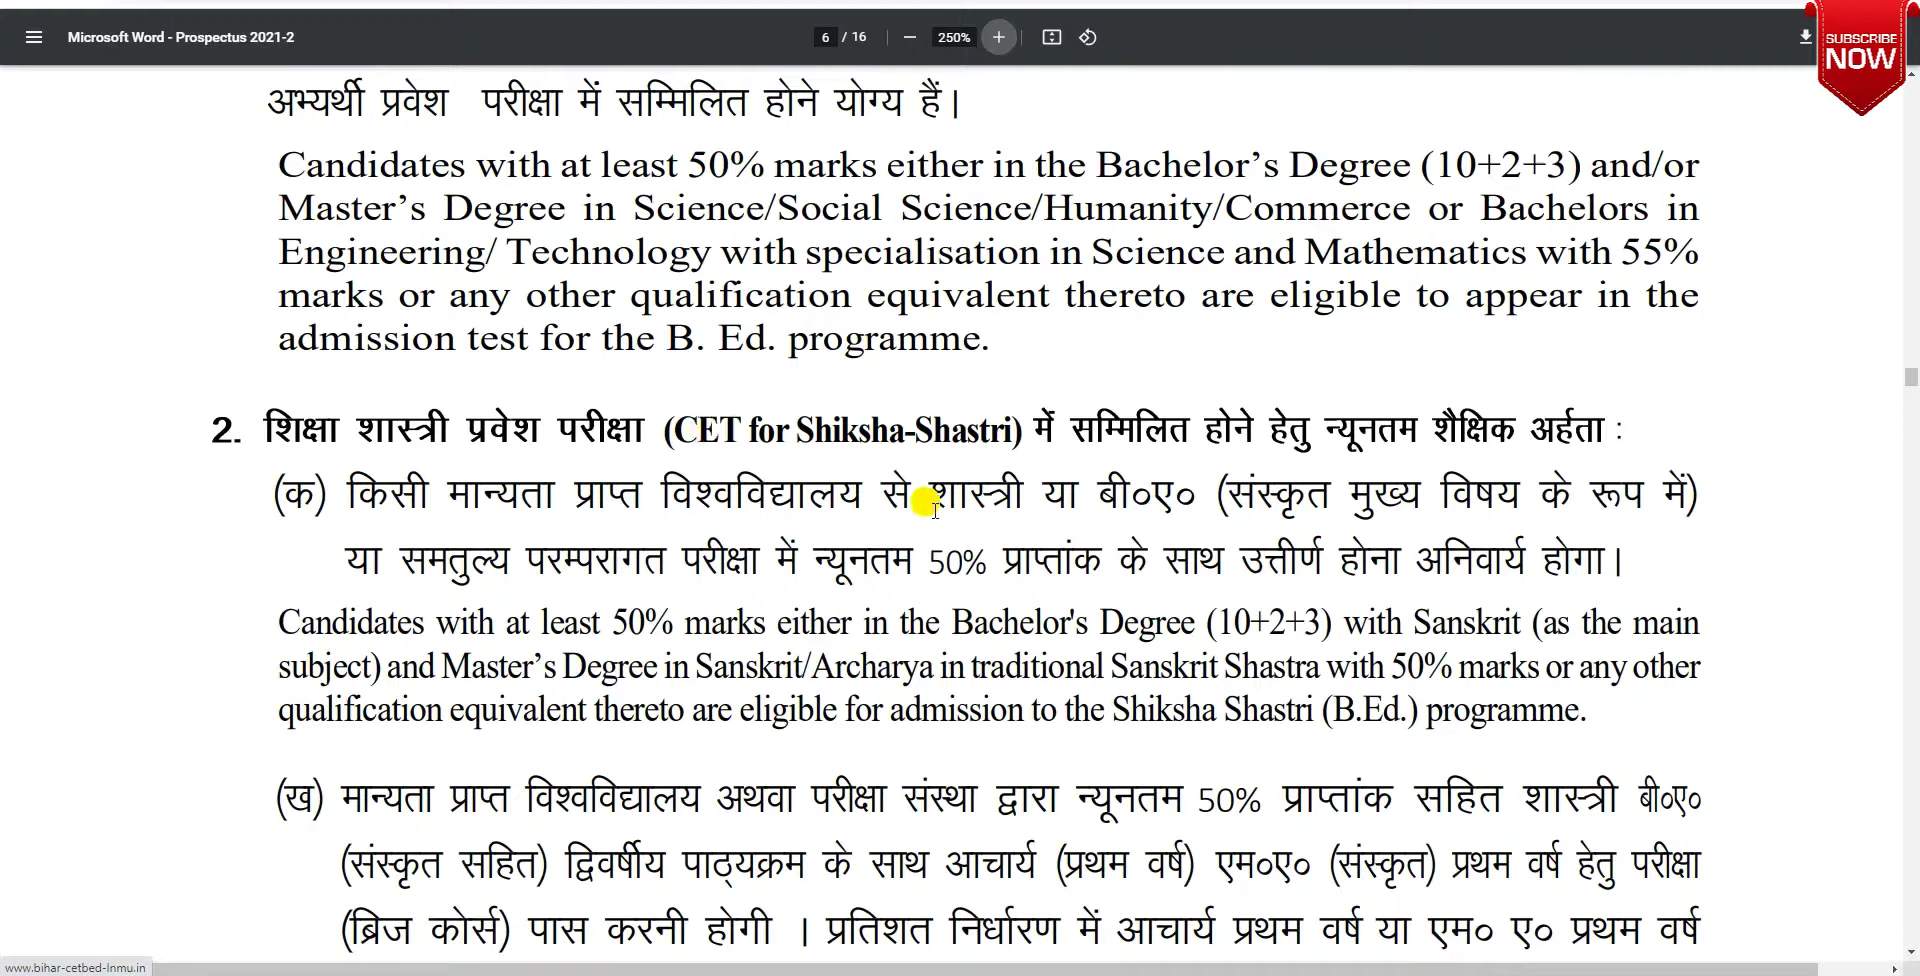 Microsoft Word - Prospectus 2021-2
6 / 16
250%
SUBSCRIBE
NOW
अभ्यर्थी प्रवेश परीक्षा में सम्मिलित होने योग्य हैं।
Candidates with at least 50% marks either in the Bachelor’s Degree (10+2+3) and/or
Master’s Degree in Science/Social Science/Humanity/Commerce or Bachelors in
Engineering/ Technology with specialisation in Science and Mathematics with 55%
marks or any other qualification equivalent thereto are eligible to appear in the
admission test for the B. Ed. programme.
2. शिक्षा शास्त्री प्रवेश परीक्षा (CET for Shiksha-Shastri) में सम्मिलित होने हेतु न्यूनतम शैक्षिक अर्हता :
(क) किसी मान्यता प्राप्त विश्वविद्यालय से शास्त्री या बी०ए० (संस्कृत मुख्य विषय के रूप में)
या समतुल्य परम्परागत परीक्षा में न्यूनतम 50% प्राप्तांक के साथ उत्तीर्ण होना अनिवार्य होगा।
Candidates with at least 50% marks either in the Bachelor's Degree (10+2+3) with Sanskrit (as the main
subject) and Master’s Degree in Sanskrit/Archarya in traditional Sanskrit Shastra with 50% marks or any other
qualification equivalent thereto are eligible for admission to the Shiksha Shastri (B.Ed.) programme.
(ख) मान्यता प्राप्त विश्वविद्यालय अथवा परीक्षा संस्था द्वारा न्यूनतम 50% प्राप्तांक सहित शास्त्री बी०ए०
(संस्कृत सहित) द्विवर्षीय पाठ्यक्रम के साथ आचार्य (प्रथम वर्ष) एम०ए० (संस्कृत) प्रथम वर्ष हेतु परीक्षा
(ब्रिज कोर्स) पास करनी होगी । प्रतिशत निर्धारण में आचार्य प्रथम वर्ष या एम० ए० प्रथम वर्ष
www.bihar-cetbed-lnmu.in